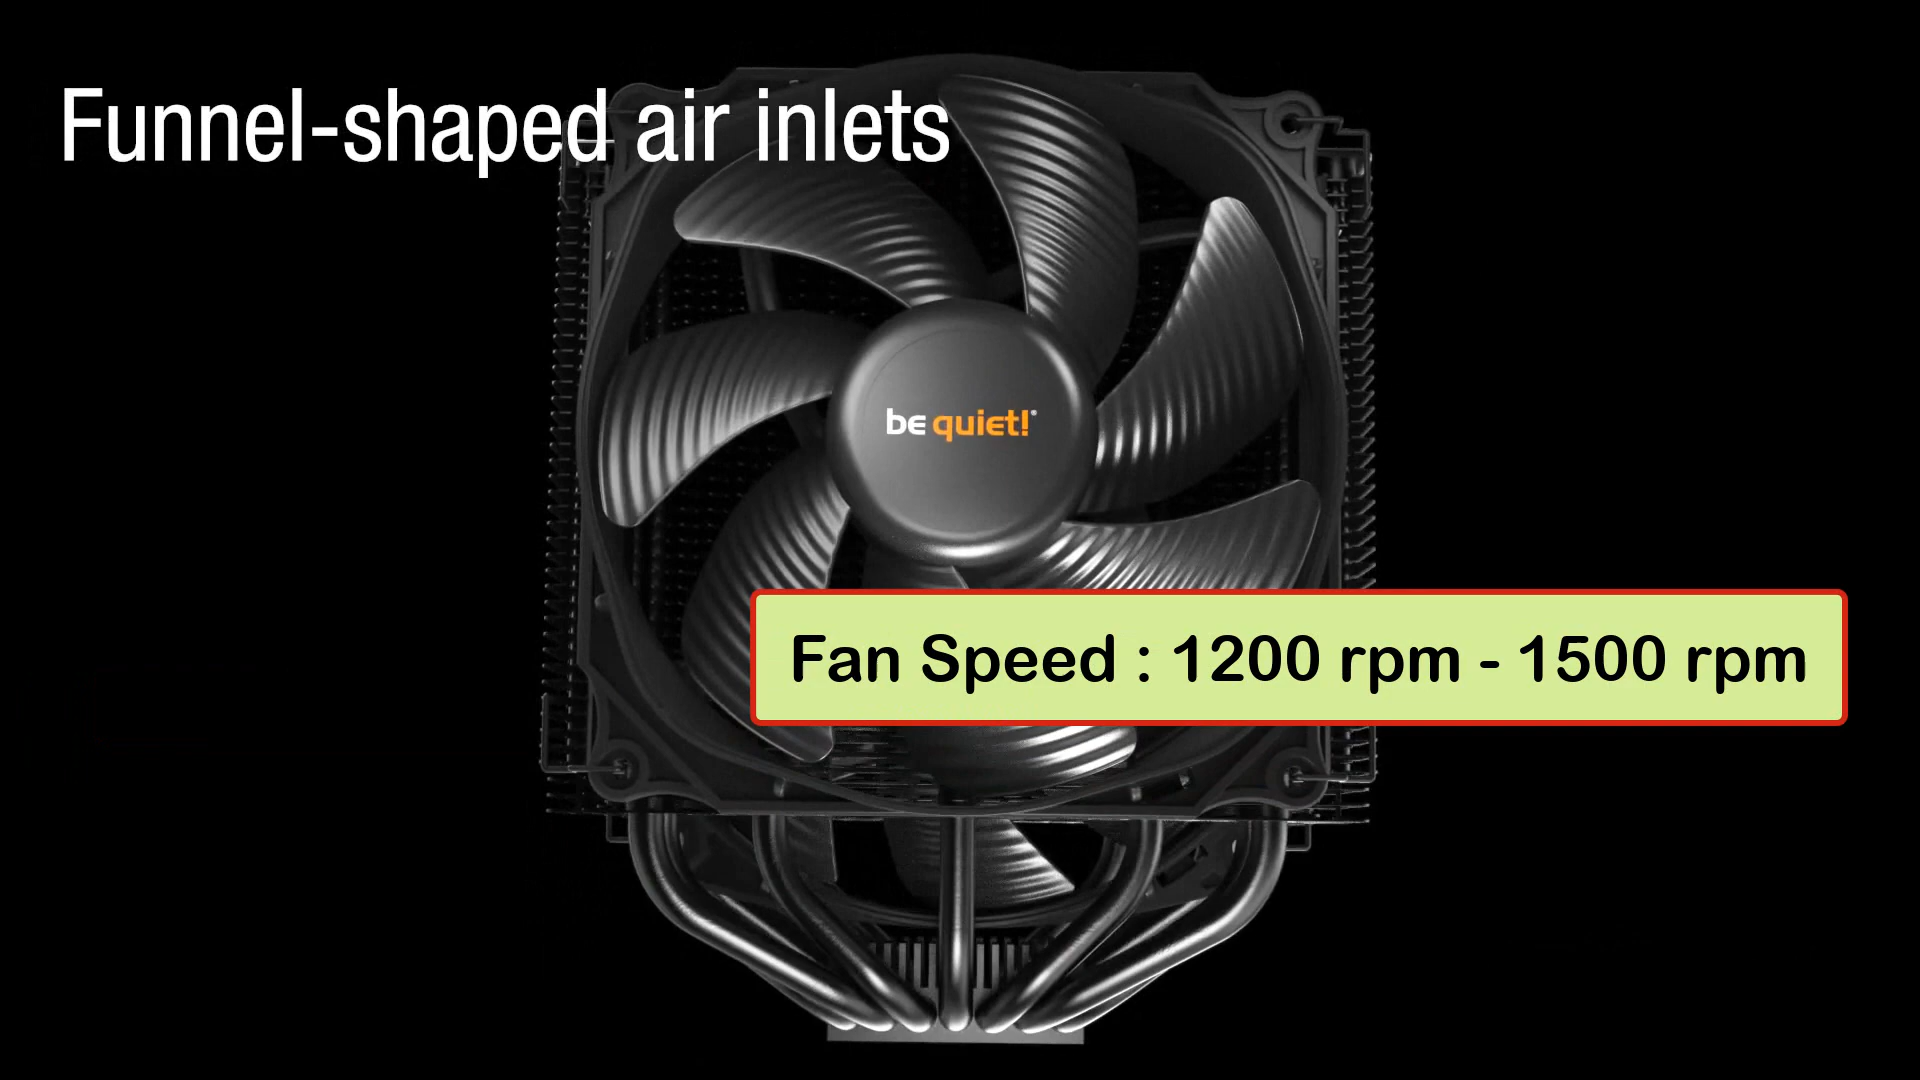 Funnel-shaped air inlets
be quiet!®
Fan Speed : 1200 rpm - 1500 rpm